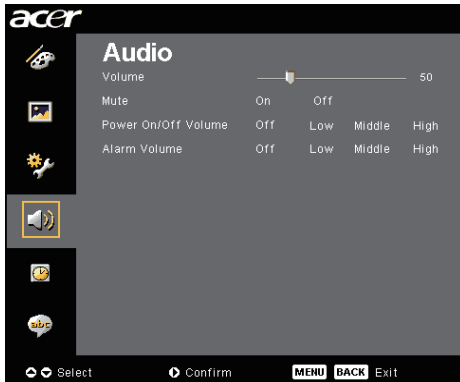 acer
Audio
Volume 50
Mute On Off
Power On/Off Volume Off Low Middle High
Alarm Volume Off Low Middle High
abc
Select Confirm MENU BACK Exit